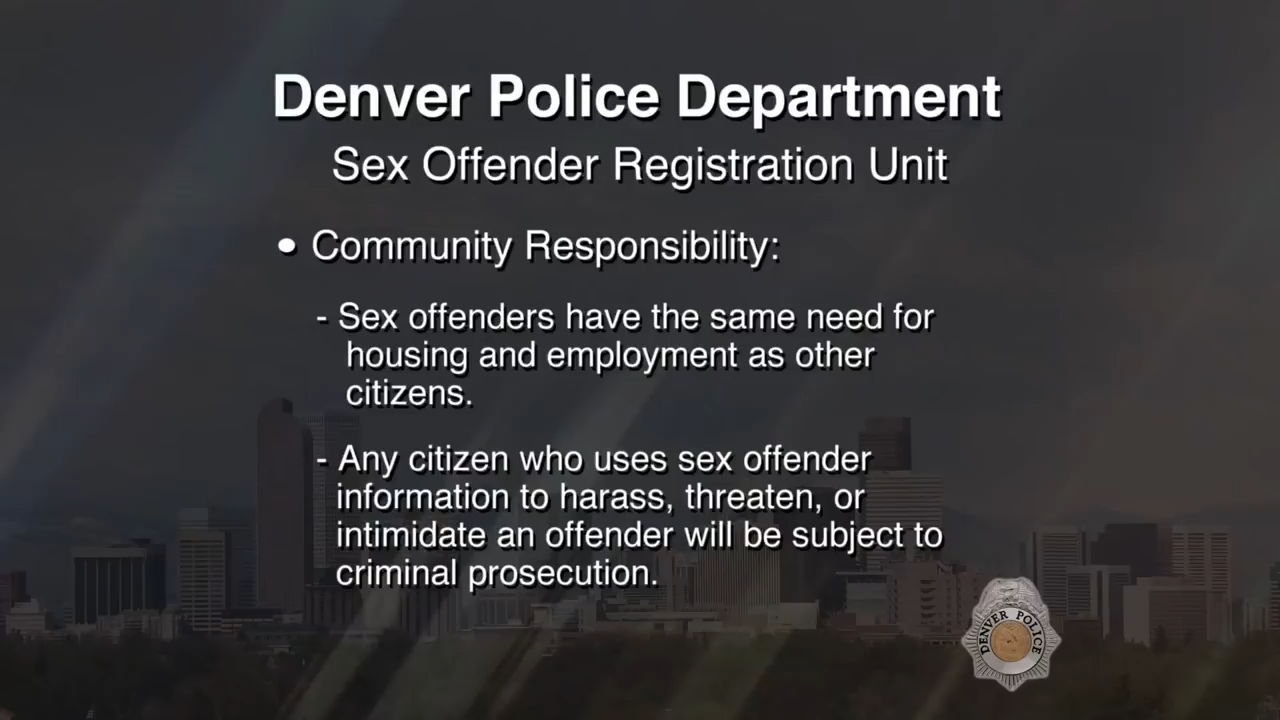 Denver Police Department
Sex Offender Registration Unit
• Community Responsibility:
- Sex offenders have the same need for
housing and employment as other
citizens.
- Any citizen who uses sex offender
information to harass, threaten, or
intimidate an offender will be subject to
criminal prosecution.
DENVER POLICE